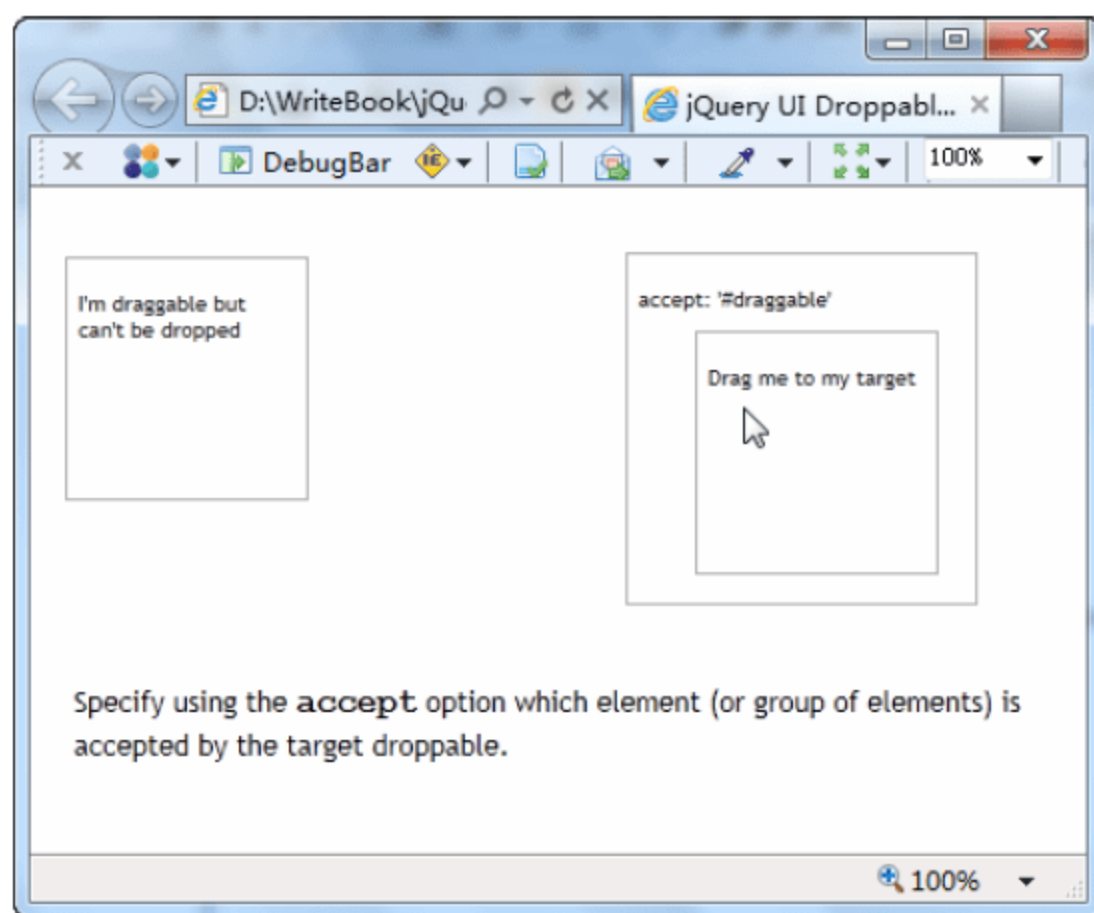 D:\WriteBook\jQu
jQuery UI Droppabl...
DebugBar
100%
I'm draggable but
can't be dropped
accept: '#draggable'
Drag me to my target
Specify using the accept option which element (or group of elements) is
accepted by the target droppable.
100%